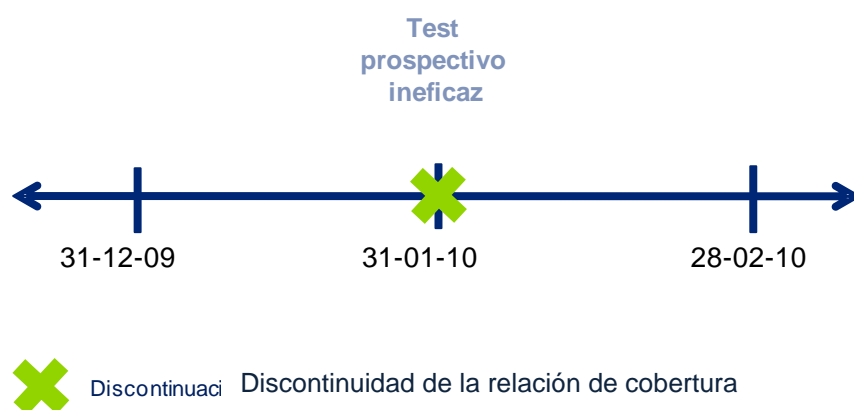 Test
prospectivo
ineficaz
31-12-09 31-01-10 28-02-10
Discontinuaci Discontinuidad de la relación de cobertura